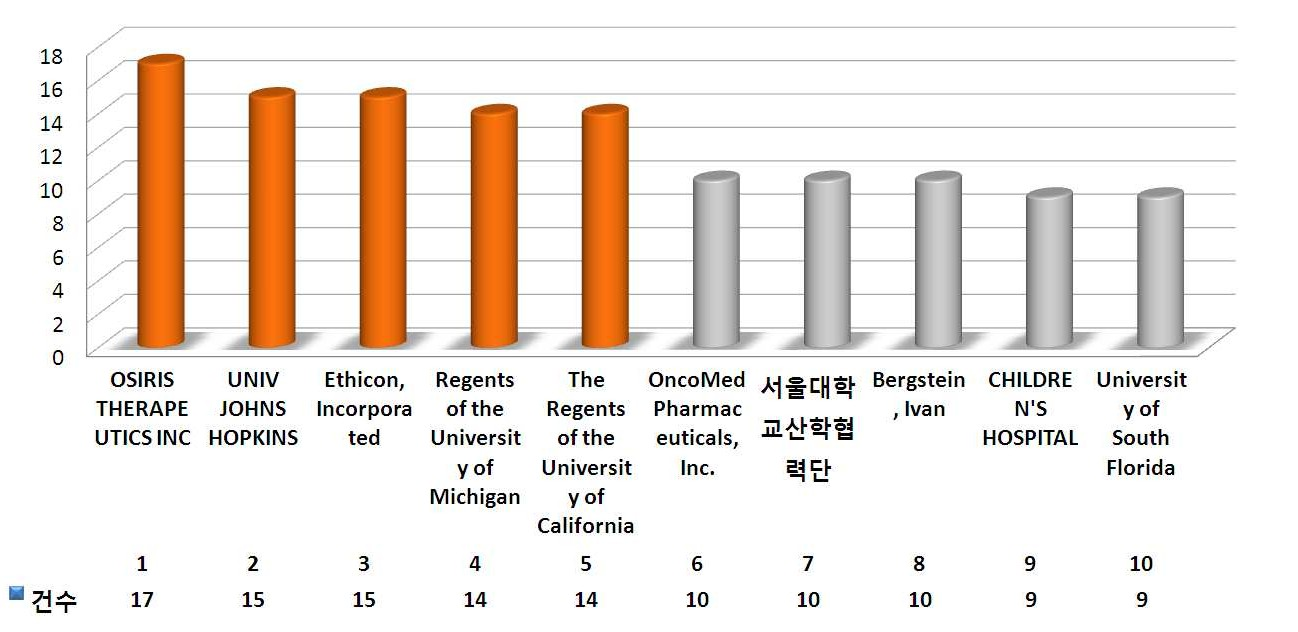 18
16
14
12
10
8
6
4
2
0
OSIRIS
THERAPE
UTICS INC
UNIV
JOHNS
HOPKINS
Ethicon,
Incorpora
ted
Regents
of the
Universit
y of
Michigan
The
Regents
of the
Universit
y of
California
OncoMed
Pharmac
euticals,
Inc.
서울대학
교산학협
력단
Bergstein
, Ivan
CHILDRE
N'S
HOSPITAL
Universit
y of
South
Florida
1 2 3 4 5 6 7 8 9 10
건수 17 15 15 14 14 10 10 10 9 9